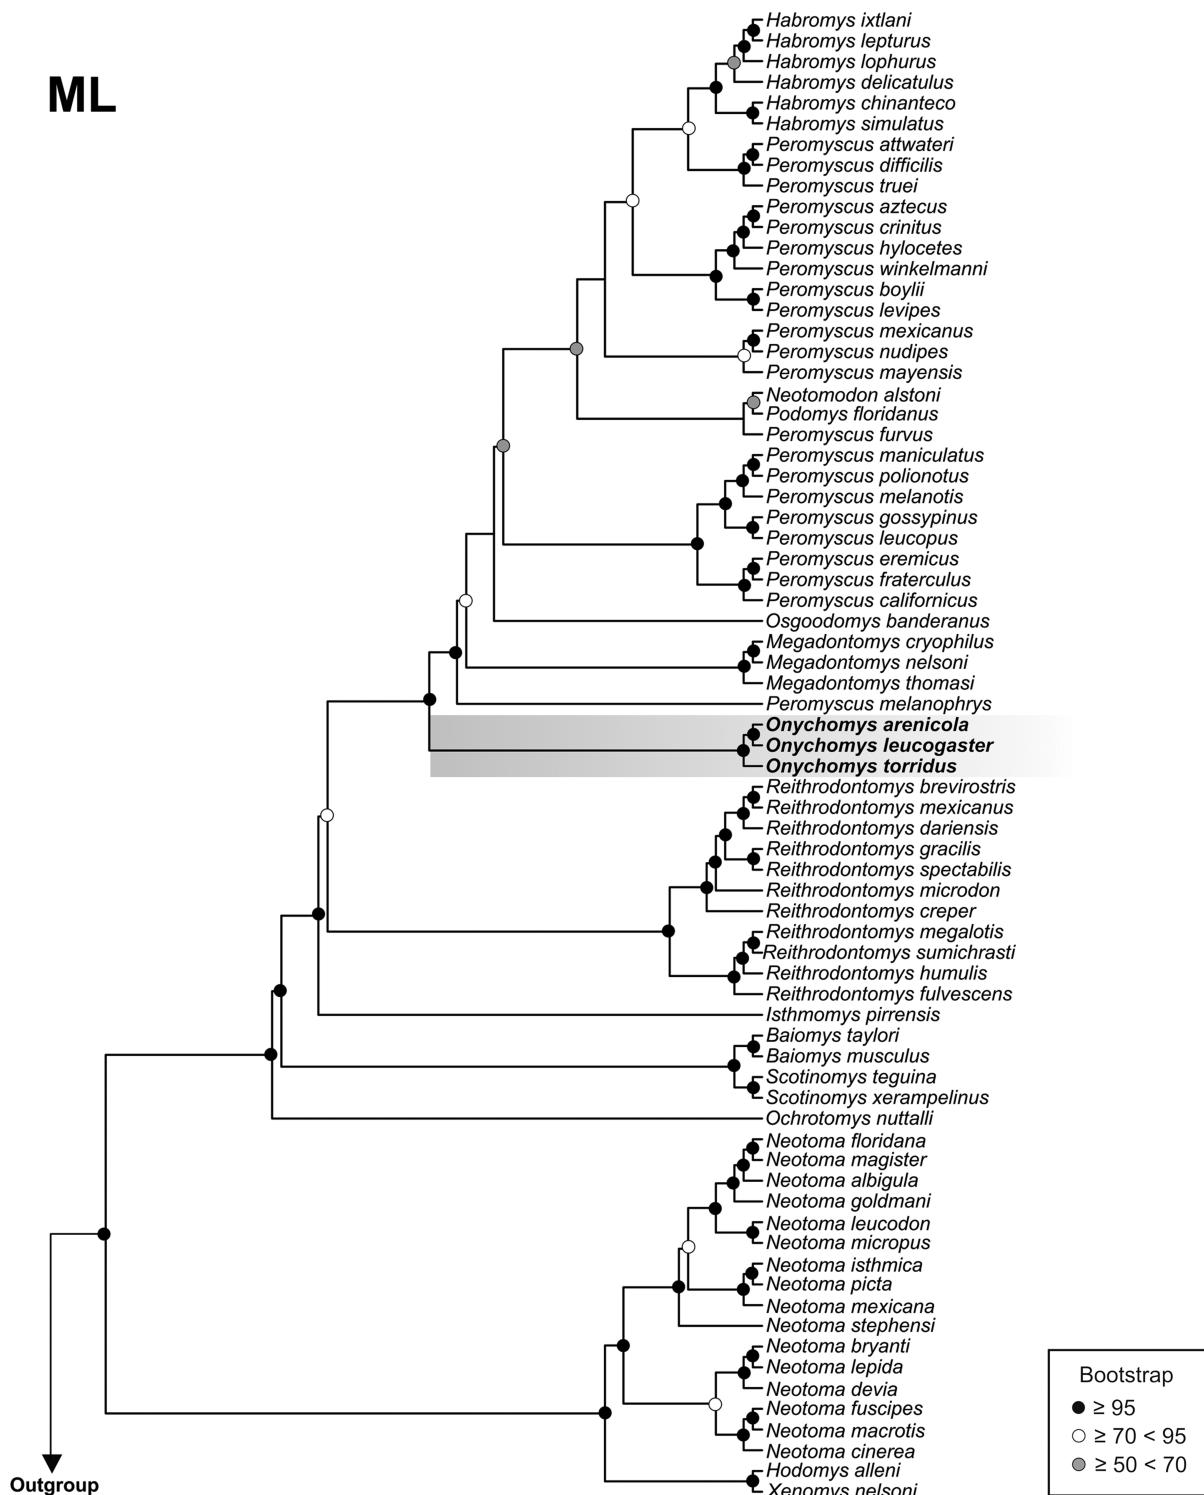 ML
Habromys ixtlani
Habromys lepturus
Habromys lophurus
Habromys delicatulus
Habromys chinanteco
Habromys simulatus
Peromyscus attwateri
Peromyscus difficilis
Peromyscus truei
Peromyscus aztecus
Peromyscus crinitus
Peromyscus hylocetes
Peromyscus winkelmanni
Peromyscus boylii
Peromyscus levipes
Peromyscus mexicanus
Peromyscus nudipes
Peromyscus mayensis
Neotomodon alstoni
Podomys floridanus
Peromyscus furvus
Peromyscus maniculatus
Peromyscus polionotus
Peromyscus melanotis
Peromyscus gossypinus
Peromyscus leucopus
Peromyscus eremicus
Peromyscus fraterculus
Peromyscus californicus
Osgoodomys banderanus
Megadontomys cryophilus
Megadontomys nelsoni
Megadontomys thomasi
Peromyscus melanophrys
Onychomys arenicola
Onychomys leucogaster
Onychomys torridus
Reithrodontomys brevirostris
Reithrodontomys mexicanus
Reithrodontomys dariensis
Reithrodontomys gracilis
Reithrodontomys spectabilis
Reithrodontomys microdon
Reithrodontomys creper
Reithrodontomys megalotis
Reithrodontomys sumichrasti
Reithrodontomys humulis
Reithrodontomys fulvescens
Isthmomys pirrensis
Baiomys taylori
Baiomys musculus
Scotinomys teguina
Scotinomys xerampelinus
Ochrotomys nuttalli
Neotoma floridana
Neotoma magister
Neotoma albigula
Neotoma goldmani
Neotoma leucodon
Neotoma micropus
Neotoma isthmica
Neotoma picta
Neotoma mexicana
Neotoma stephensi
Neotoma bryanti
Neotoma lepida
Neotoma devia
Neotoma fuscipes
Neotoma macrotis
Neotoma cinerea
Hodomys alleni
Xenomys nelsoni
Outgroup
Bootstrap
≥ 95
≥ 70 < 95
≥ 50 < 70